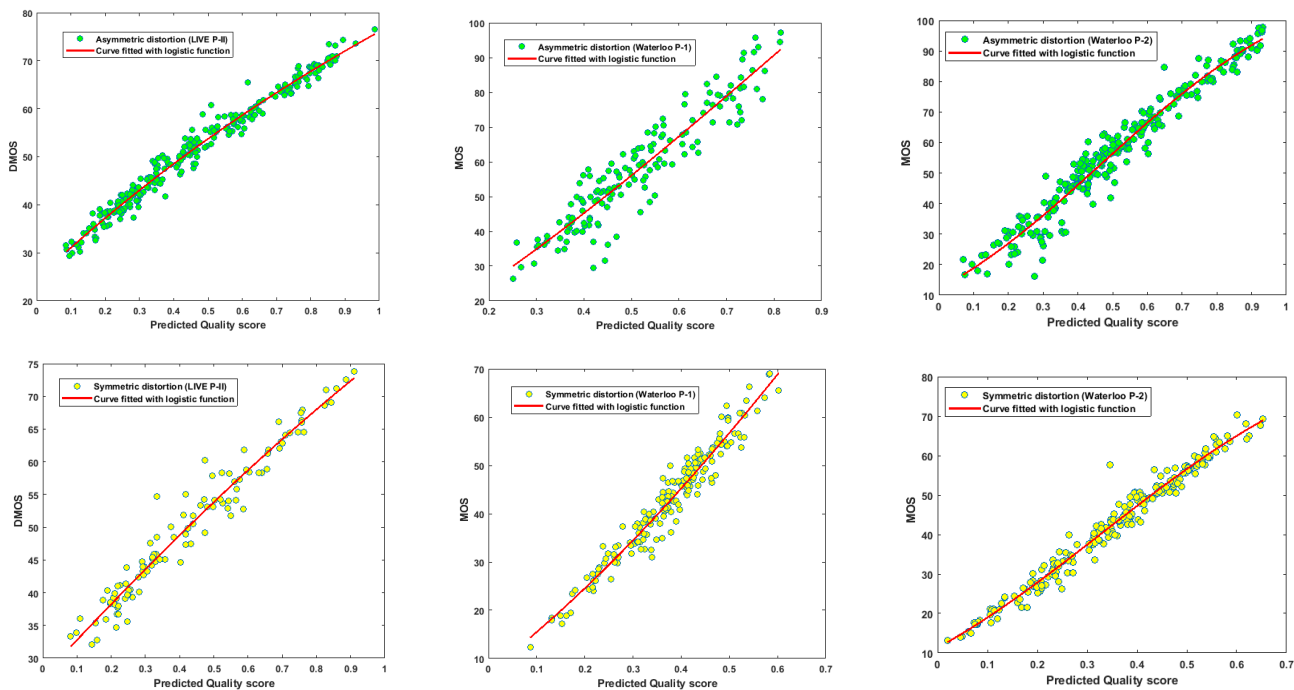 80
70
60
50
40
30
20
DMOS
Asymmetric distortion (LIVE P-II)
Curve fitted with logistic function
0 0.1 0.2 0.3 0.4 0.5 0.6 0.7 0.8 0.9 1
Predicted Quality score
100
90
80
70
60
50
40
30
20
MOS
Asymmetric distortion (Waterloo P-1)
Curve fitted with logistic function
0.2 0.3 0.4 0.5 0.6 0.7 0.8 0.9
Predicted Quality score
100
90
80
70
60
50
40
30
20
10
MOS
Asymmetric distortion (Waterloo P-2)
Curve fitted with logistic function
0 0.1 0.2 0.3 0.4 0.5 0.6 0.7 0.8 0.9 1
Predicted Quality score
75
70
65
60
55
50
45
40
35
30
DMOS
Symmetric distortion (LIVE P-II)
Curve fitted with logistic function
0 0.1 0.2 0.3 0.4 0.5 0.6 0.7 0.8 0.9 1
Predicted Quality score
70
60
50
40
30
20
10
MOS
Symmetric distortion (Waterloo P-1)
Curve fitted with logistic function
0 0.1 0.2 0.3 0.4 0.5 0.6 0.7
Predicted Quality score
80
70
60
50
40
30
20
10
MOS
Symmetric distortion (Waterloo P-2)
Curve fitted with logistic function
0 0.1 0.2 0.3 0.4 0.5 0.6 0.7
Predicted Quality score